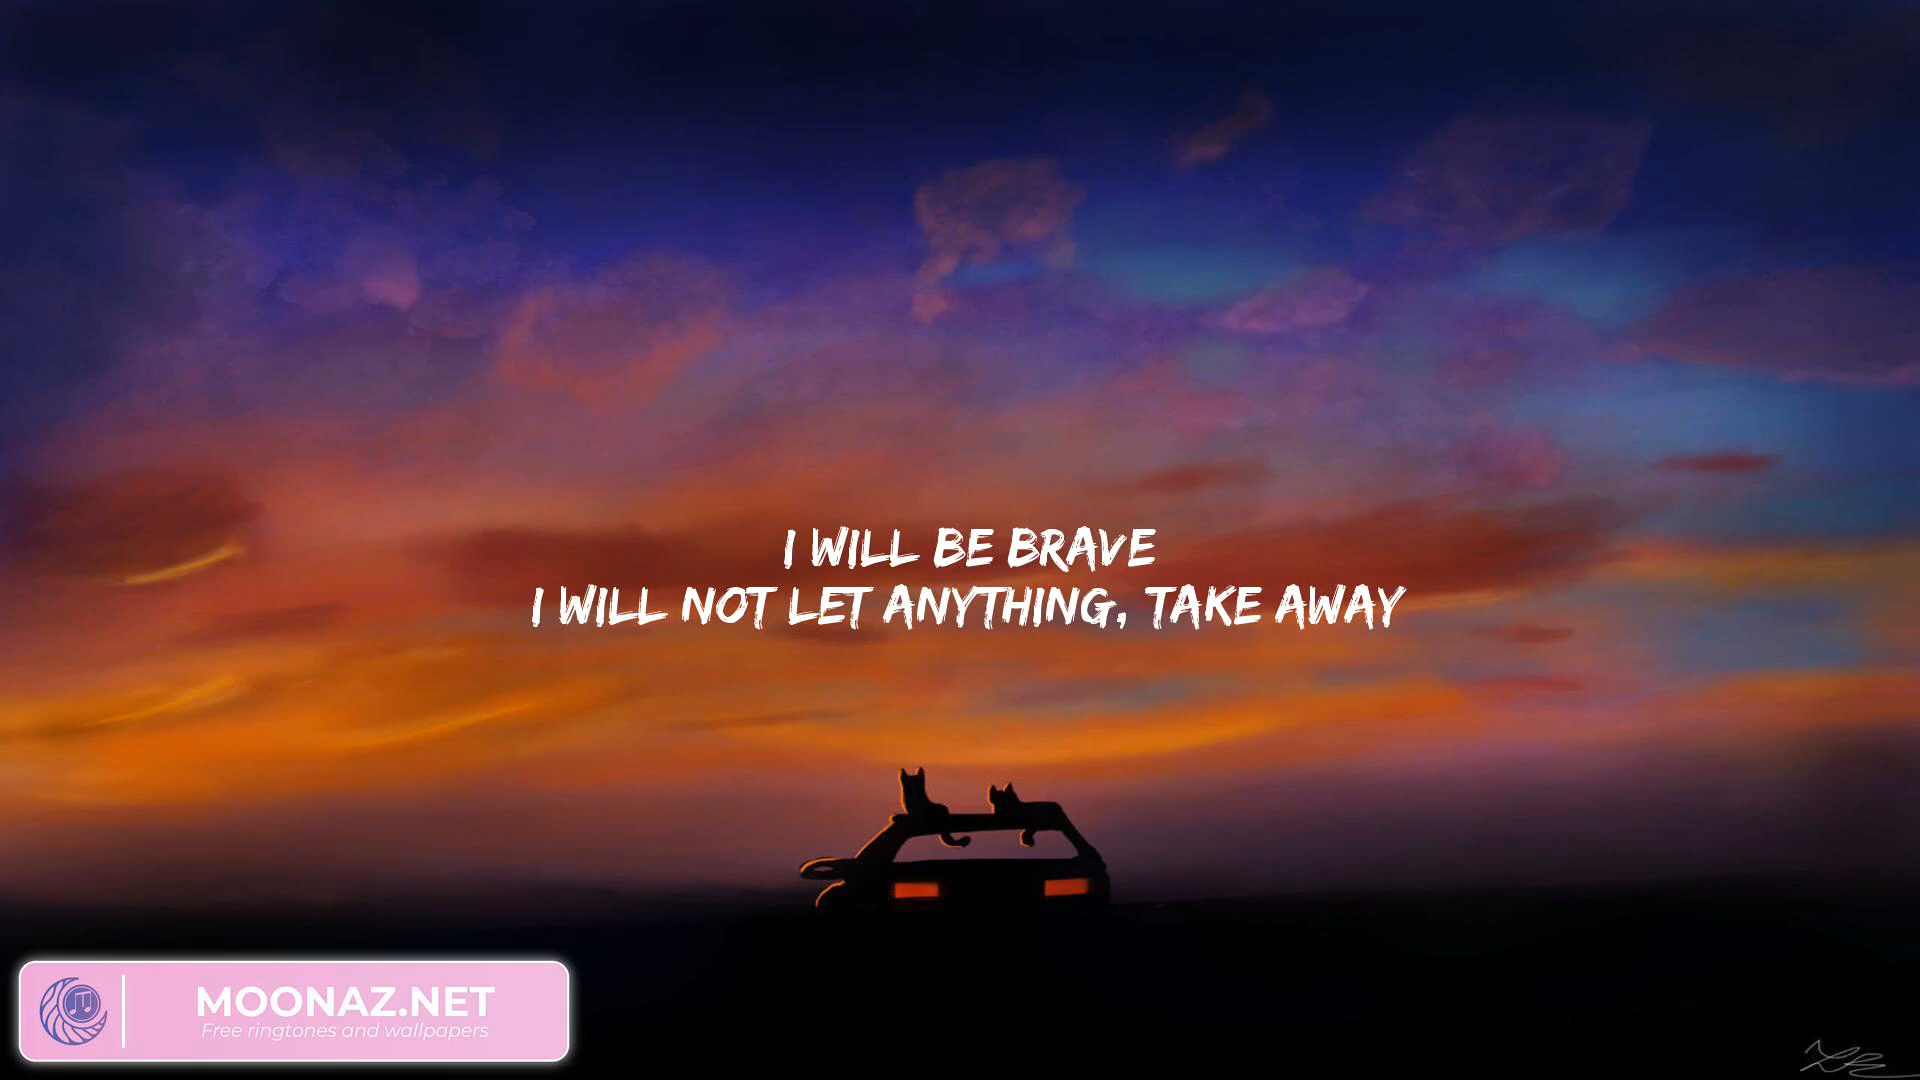 I WILL BE BRAVE
I WILL NOT LET ANYTHING, TAKE AWAY
MOONAZ.NET
Free ringtones and wallpapers